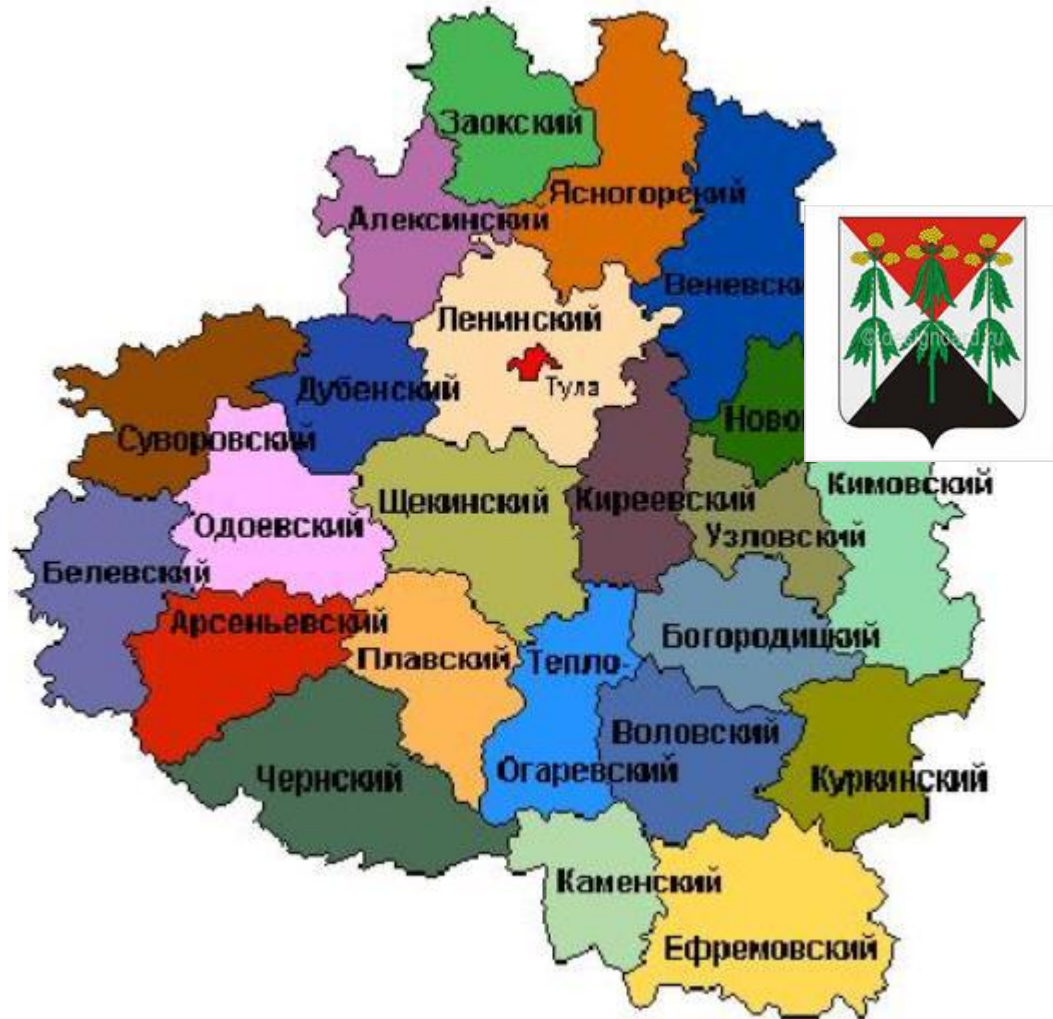 Заокский
Ясногорский
Алексинский
Веневски
Ленинский
Тула
Дубенский
Суворовский
Щекинский
Киреевский
Кимовский
Узловский
Одоевский
Белевский
Арсеньевский
Плавский
Тепло-
Огаревский
Богородицкий
Воловский
Чернский
Куркинский
Каменский
Ефремовский